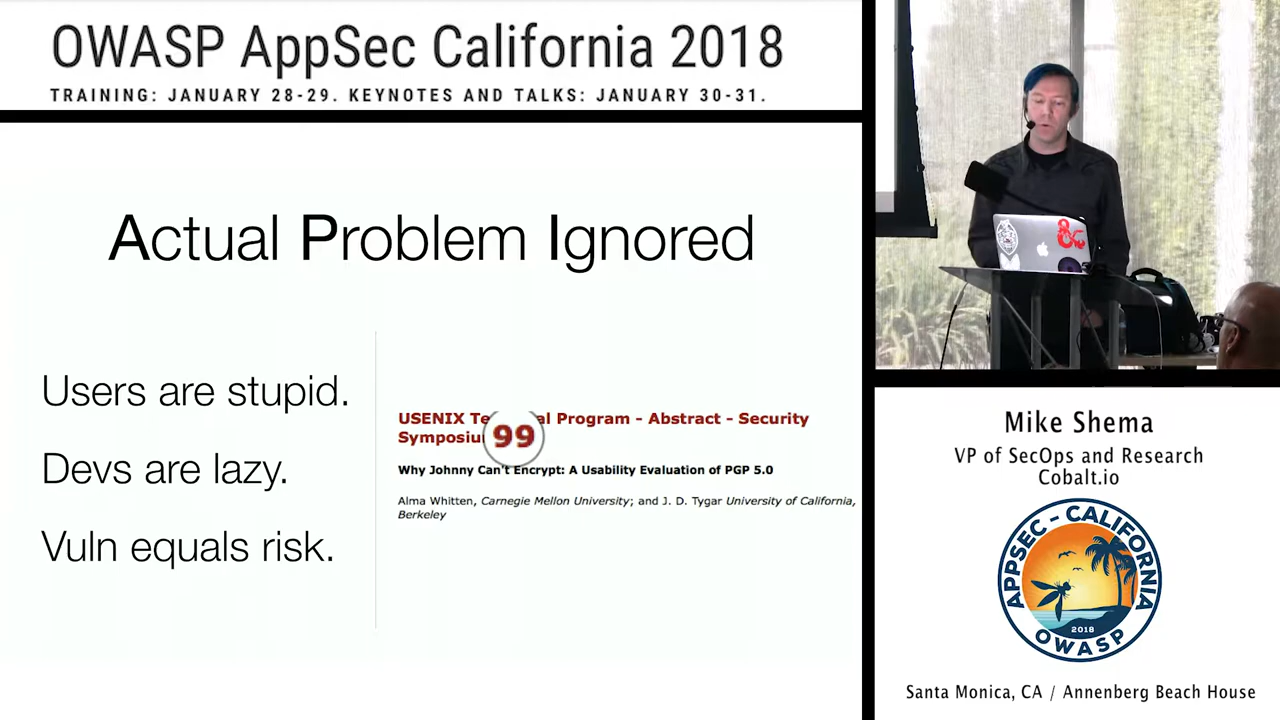 OWASP AppSec California 2018
TRAINING: JANUARY 28-29. KEYNOTES AND TALKS: JANUARY 30-31.
Actual Problem Ignored
Users are stupid.
Devs are lazy.
Vuln equals risk.
USENIX Te al Program - Abstract - Security
Symposiu 99
Why Johnny Can't Encrypt: A Usability Evaluation of PGP 5.0
Alma Whitten, Carnegie Mellon University; and J. D. Tygar University of California,
Berkeley
Mike Shema
VP of SecOps and Research
Cobalt.io
APPSEC - CALIFORNIA
2018
OWASP
Santa Monica, CA / Annenberg Beach House